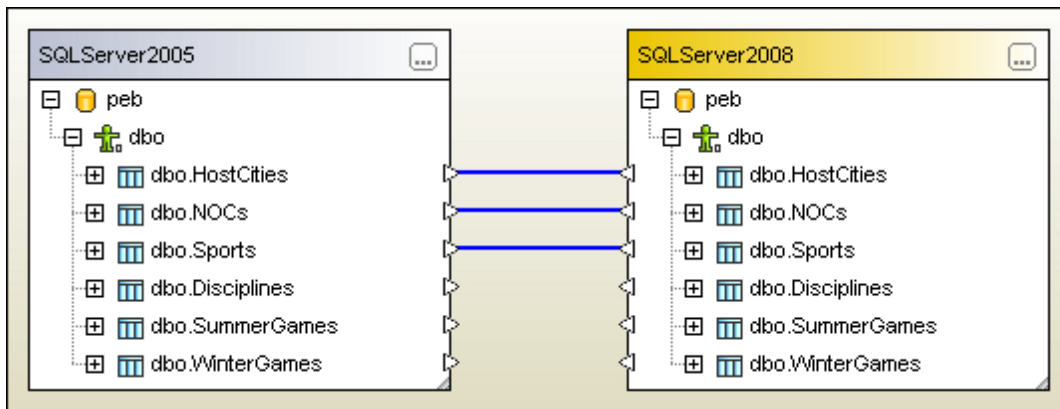 SQLServer2005
...
peb
dbo
dbo.HostCities
dbo.NOCs
dbo.Sports
dbo.Disciplines
dbo.SummerGames
dbo.WinterGames
SQLServer2008
...
peb
dbo
dbo.HostCities
dbo.NOCs
dbo.Sports
dbo.Disciplines
dbo.SummerGames
dbo.WinterGames